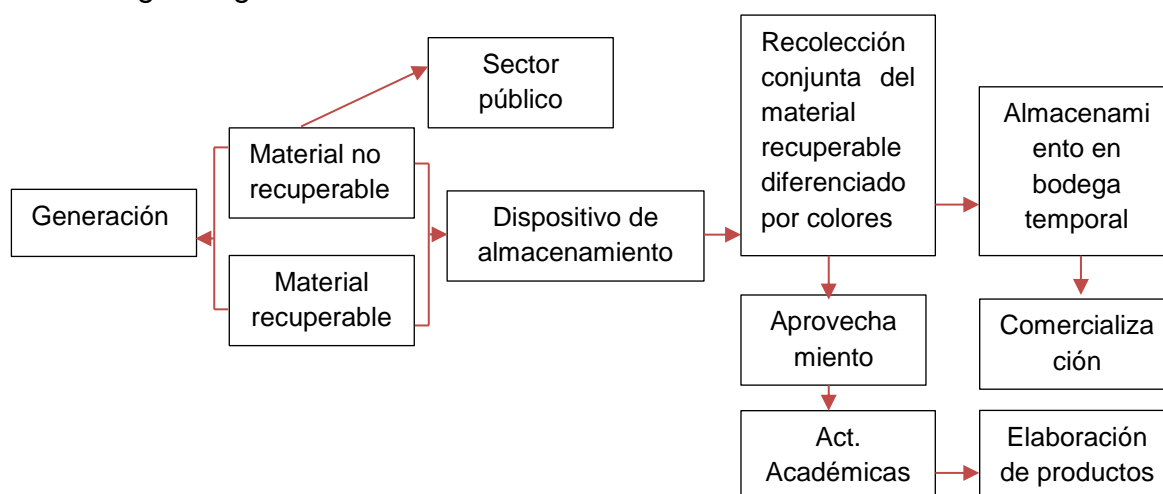 Sector
público
Material no
recuperable
Generación
Material
recuperable
Dispositivo de
almacenamiento
Recolección
conjunta del
material
recuperable
diferenciado
por colores
Almacenami
ento en
bodega
temporal
Aprovecha
miento
Comercializa
ción
Act.
Académicas
Elaboración
de productos